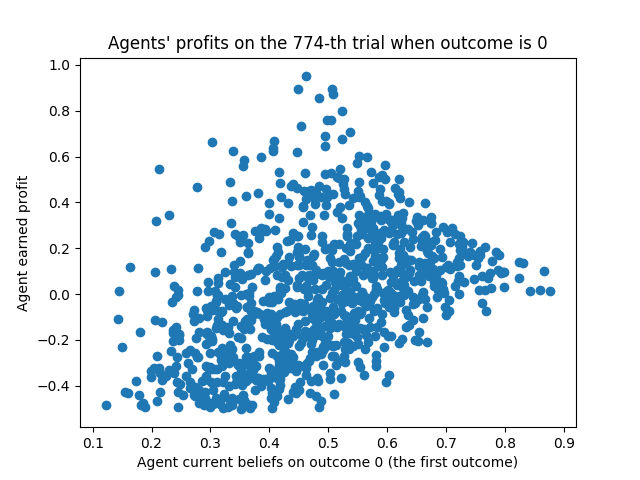 Agents' profits on the 774-th trial when outcome is 0
1.0
0.8
0.6
0.4
0.2
0.0
−0.2
−0.4
Agent earned profit
0.1 0.2 0.3 0.4 0.5 0.6 0.7 0.8 0.9
Agent current beliefs on outcome 0 (the first outcome)